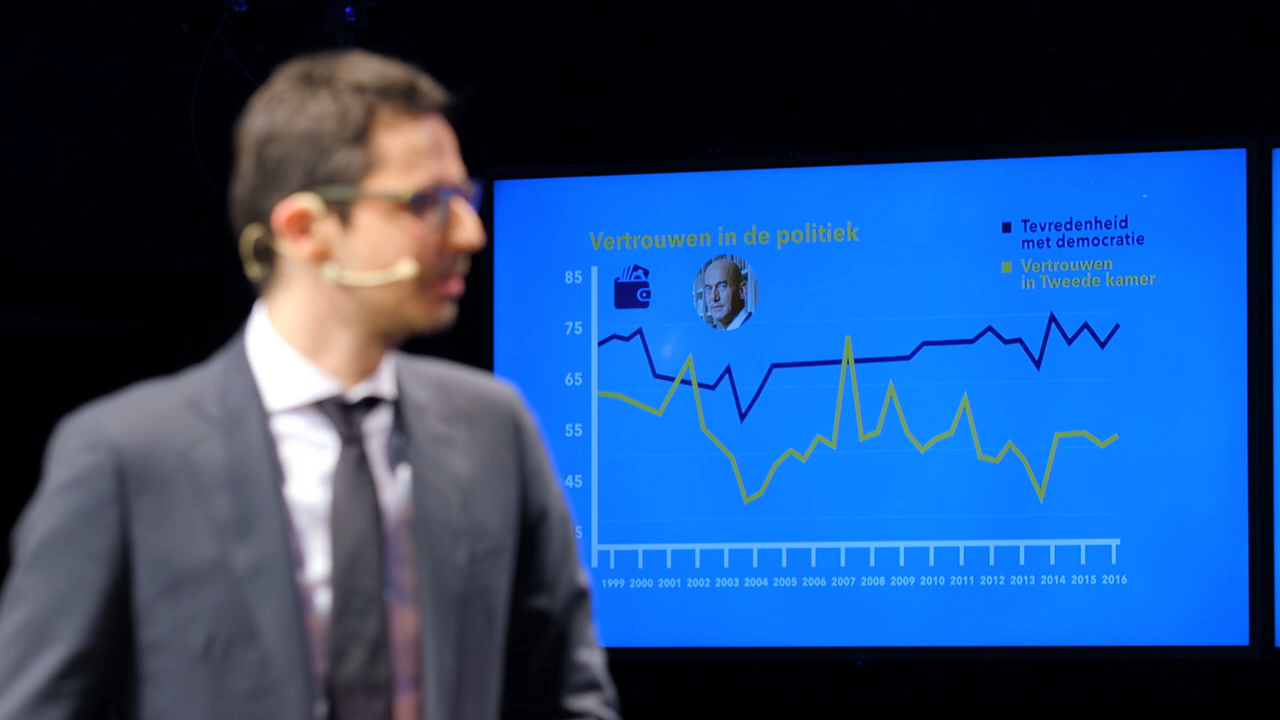 Vertrouwen in de politiek
Tevredenheid
met democratie
Vertrouwen
in Tweede kamer
85
75
65
55
45
5
1999 2000 2001 2002 2003 2004 2005 2006 2007 2008 2009 2010 2011 2012 2013 2014 2015 2016